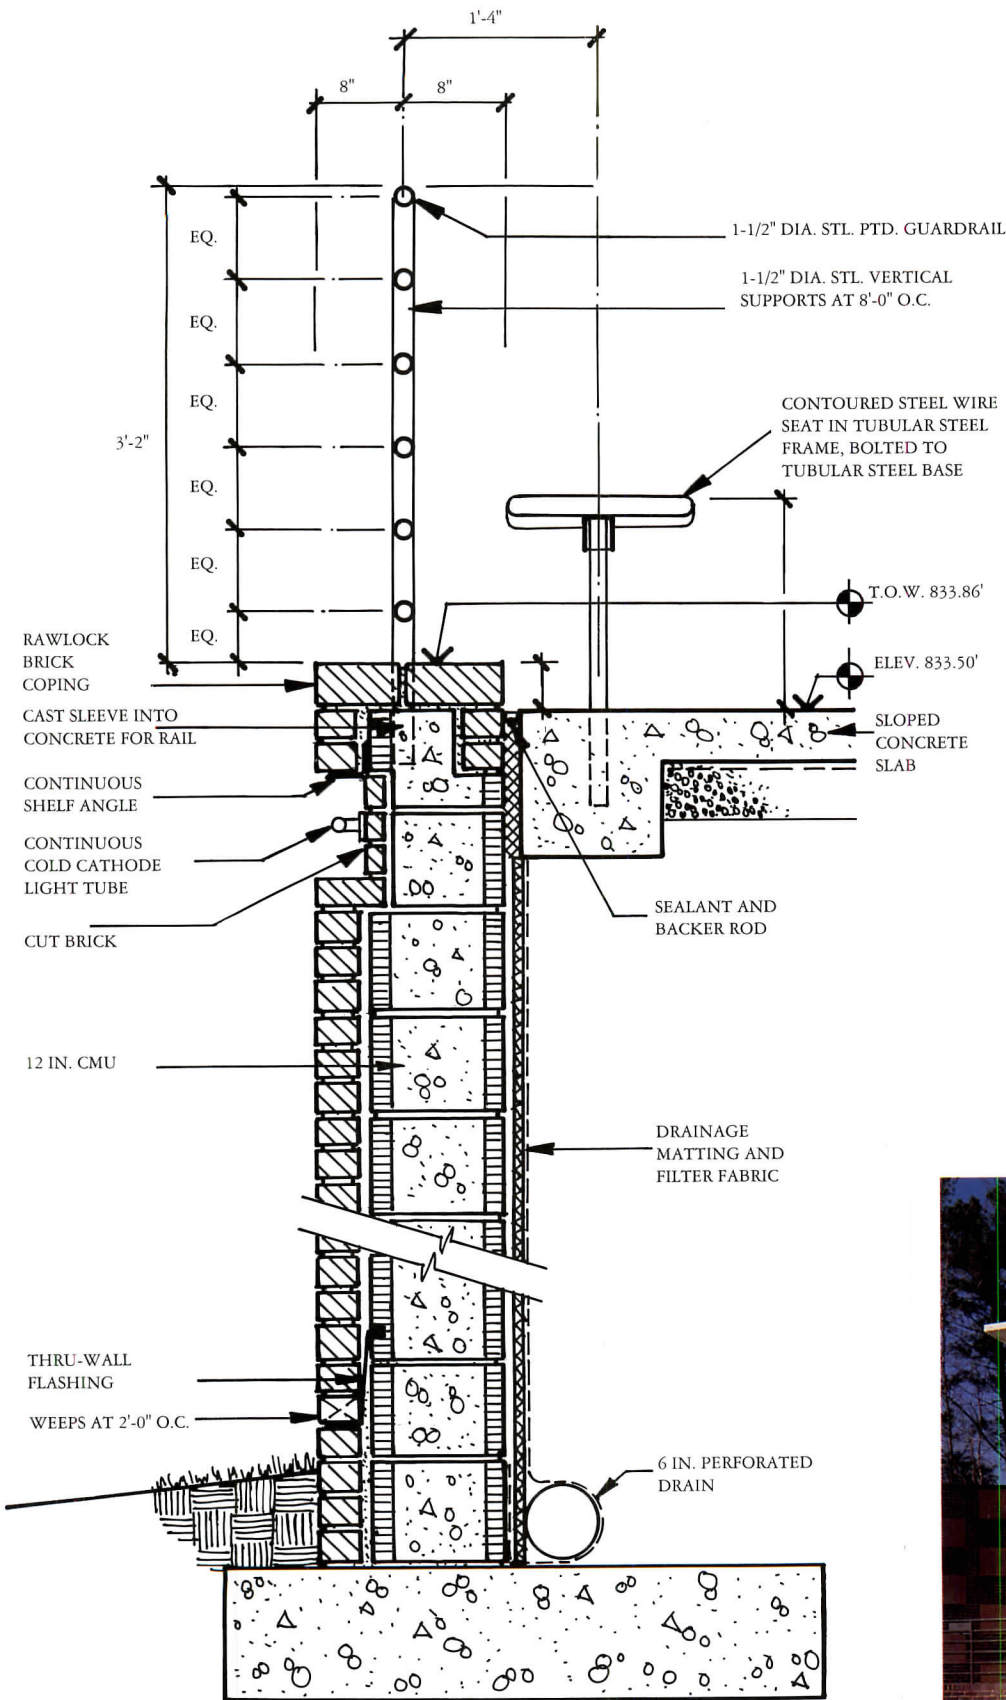 1'-4"
8"
8"
EQ.
EQ.
EQ.
EQ.
EQ.
EQ.
3'-2"
1-1/2" DIA. STL. PTD. GUARDRAIL
1-1/2" DIA. STL. VERTICAL
SUPPORTS AT 8'-0" O.C.
CONTOURED STEEL WIRE
SEAT IN TUBULAR STEEL
FRAME, BOLTED TO
TUBULAR STEEL BASE
T.O.W. 833.86'
ELEV. 833.50'
SLOPED
CONCRETE
SLAB
RAWLOCK
BRICK
COPING
CAST SLEEVE INTO
CONCRETE FOR RAIL
CONTINUOUS
SHELF ANGLE
CONTINUOUS
COLD CATHODE
LIGHT TUBE
CUT BRICK
SEALANT AND
BACKER ROD
12 IN. CMU
DRAINAGE
MATTING AND
FILTER FABRIC
THRU-WALL
FLASHING
WEEPS AT 2'-0" O.C.
6 IN. PERFORATED
DRAIN